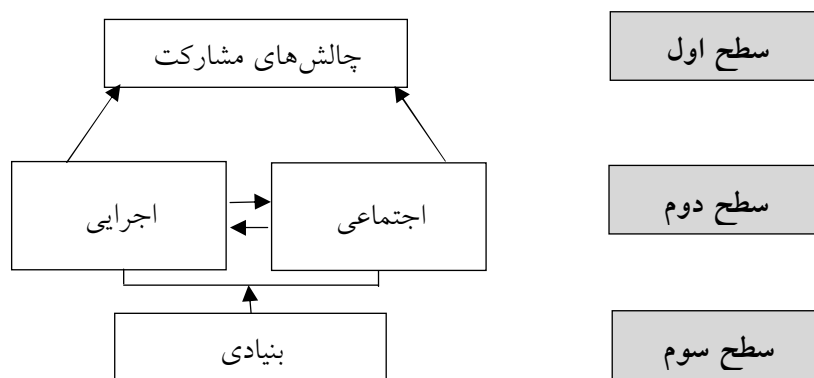 سطح اول
چالش‌های مشارکت
سطح دوم
اجتماعی
اجرایی
سطح سوم
بنیادی